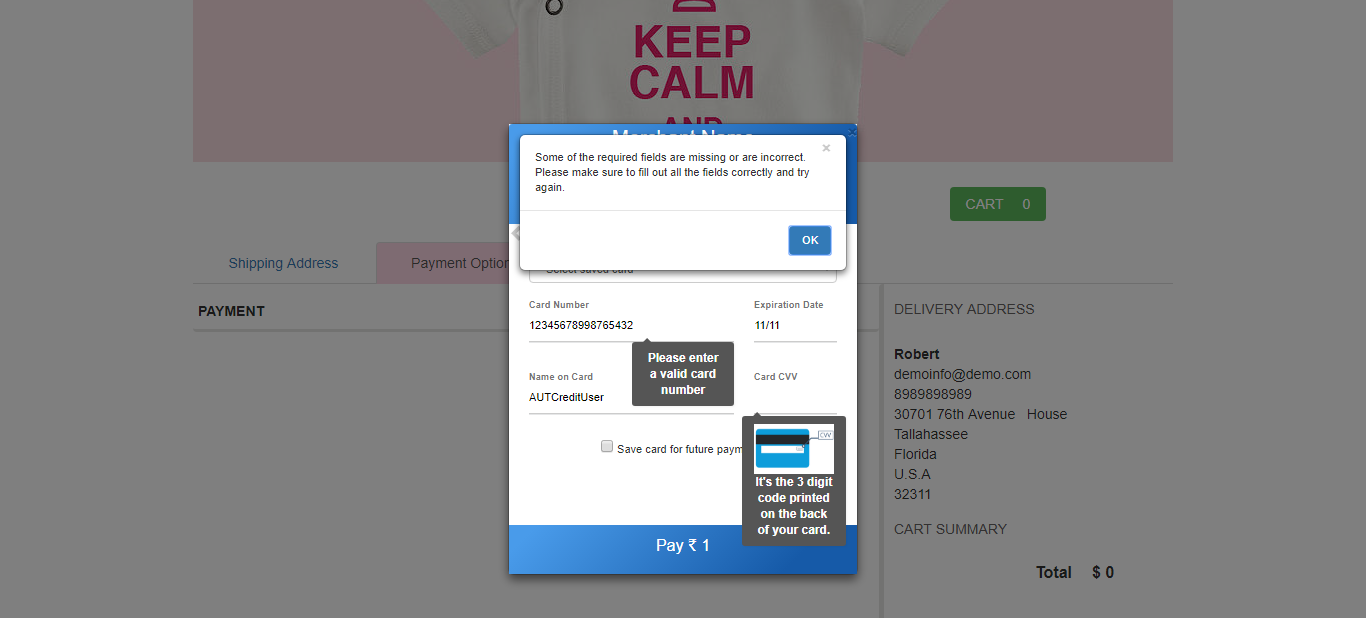 KEEP
CALM
AND
Merchant Name
×
Some of the required fields are missing or are incorrect.
Please make sure to fill out all the fields correctly and try
again.
OK
CART 0
Shipping Address
Payment Option
Select saved card
PAYMENT
Card Number
12345678998765432
Expiration Date
11/11
Please enter
a valid card
number
Name on Card
AUTCreditUser
Card CVV
Save card for future paym
CVV
It's the 3 digit
code printed
on the back
of your card.
Pay ₹ 1
DELIVERY ADDRESS
Robert
demoinfo@demo.com
8989898989
30701 76th Avenue House
Tallahassee
Florida
U.S.A
32311
CART SUMMARY
Total $ 0